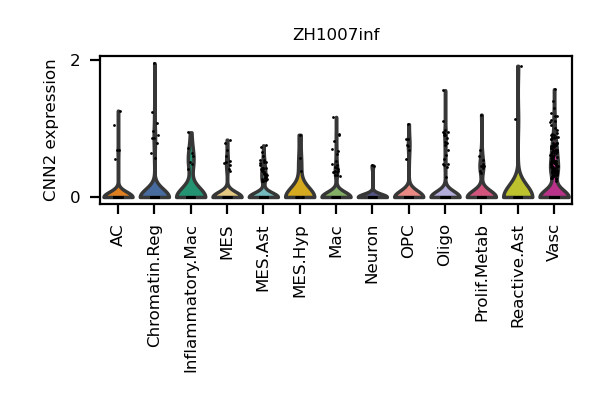 ZH1007inf
CNN2 expression
2
0
AC
Chromatin.Reg
Inflammatory.Mac
MES
MES.Ast
MES.Hyp
Mac
Neuron
OPC
Oligo
Prolif.Metab
Reactive.Ast
Vasc